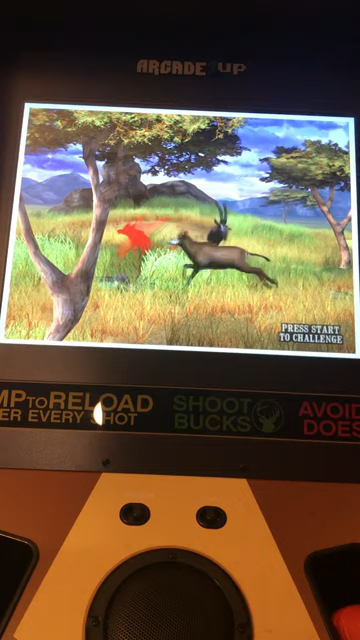 ARCADE1UP
PRESS START
TO CHALLENGE
MP TO RELOAD
ER EVERY SHOT
SHOOT
BUCKS
AVOID
DOES